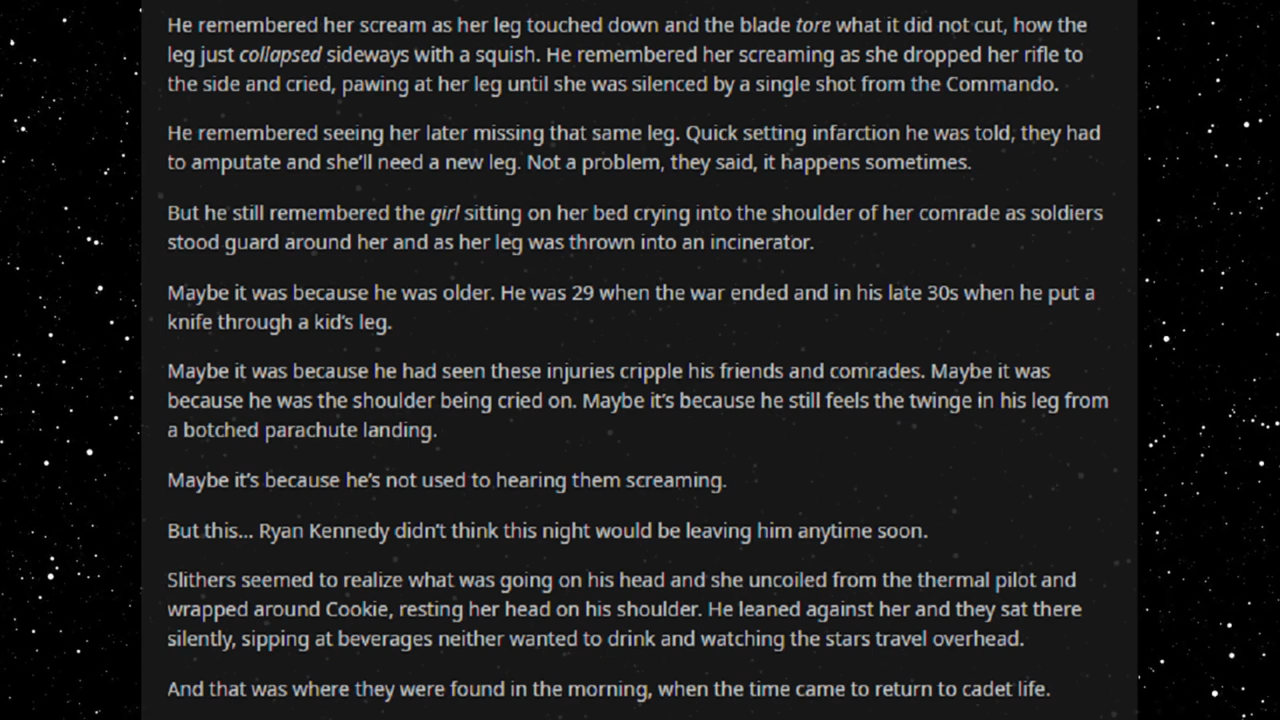 He remembered her scream as her leg touched down and the blade tore what it did not cut, how the
leg just collapsed sideways with a squish. He remembered her screaming as she dropped her rifle to
the side and cried, pawing at her leg until she was silenced by a single shot from the Commando.
He remembered seeing her later missing that same leg. Quick setting infarction he was told, they had
to amputate and she'll need a new leg. Not a problem, they said, it happens sometimes.
But he still remembered the girl sitting on her bed crying into the shoulder of her comrade as soldiers
stood guard around her and as her leg was thrown into an incinerator.
Maybe it was because he was older. He was 29 when the war ended and in his late 30s when he put a
knife through a kid's leg.
Maybe it was because he had seen these injuries cripple his friends and comrades. Maybe it was
because he was the shoulder being cried on. Maybe it's because he still feels the twinge in his leg from
a botched parachute landing.
Maybe it's because he's not used to hearing them screaming.
But this... Ryan Kennedy didn't think this night would be leaving him anytime soon.
Slithers seemed to realize what was going on his head and she uncoiled from the thermal pilot and
wrapped around Cookie, resting her head on his shoulder. He leaned against her and they sat there
silently, sipping at beverages neither wanted to drink and watching the stars travel overhead.
And that was where they were found in the morning, when the time came to return to cadet life.